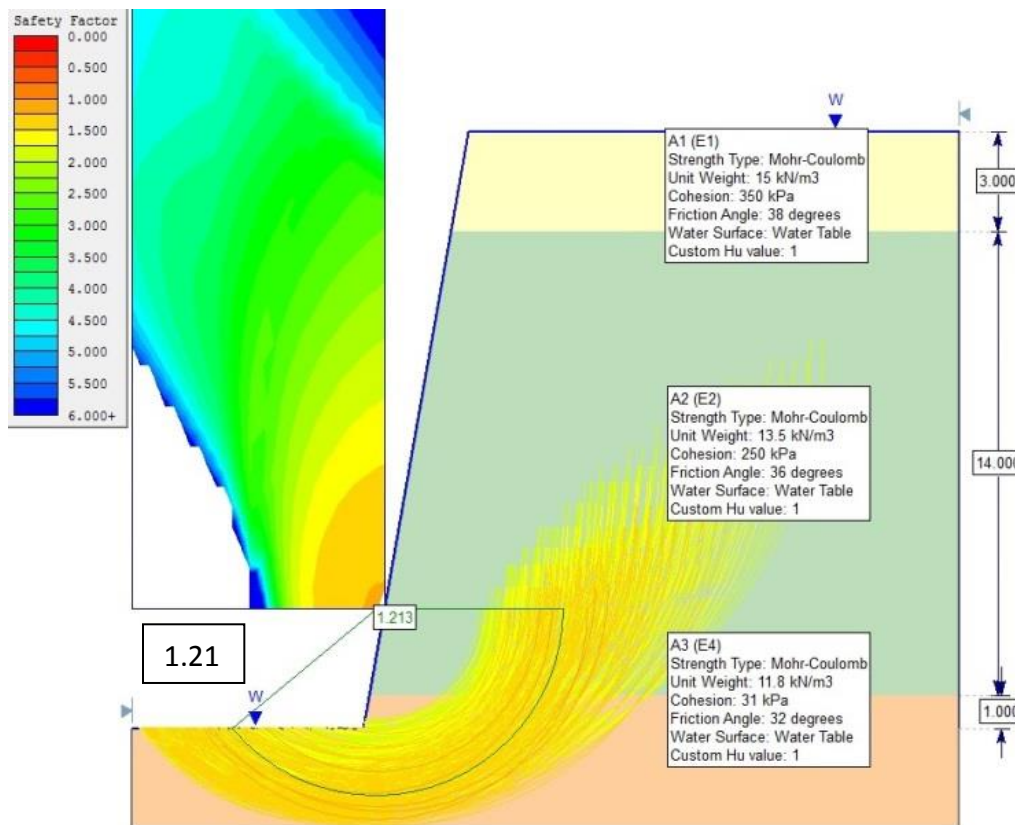 Safety Factor
0.000
0.500
1.000
1.500
2.000
2.500
3.000
3.500
4.000
4.500
5.000
5.500
6.000+
W
A1 (E1)
Strength Type: Mohr-Coulomb
Unit Weight: 15 kN/m3
Cohesion: 350 kPa
Friction Angle: 38 degrees
Water Surface: Water Table
Custom Hu value: 1
3.000
A2 (E2)
Strength Type: Mohr-Coulomb
Unit Weight: 13.5 kN/m3
Cohesion: 250 kPa
Friction Angle: 36 degrees
Water Surface: Water Table
Custom Hu value: 1
14.000
1.213
1.21
W
A3 (E4)
Strength Type: Mohr-Coulomb
Unit Weight: 11.8 kN/m3
Cohesion: 31 kPa
Friction Angle: 32 degrees
Water Surface: Water Table
Custom Hu value: 1
1.000